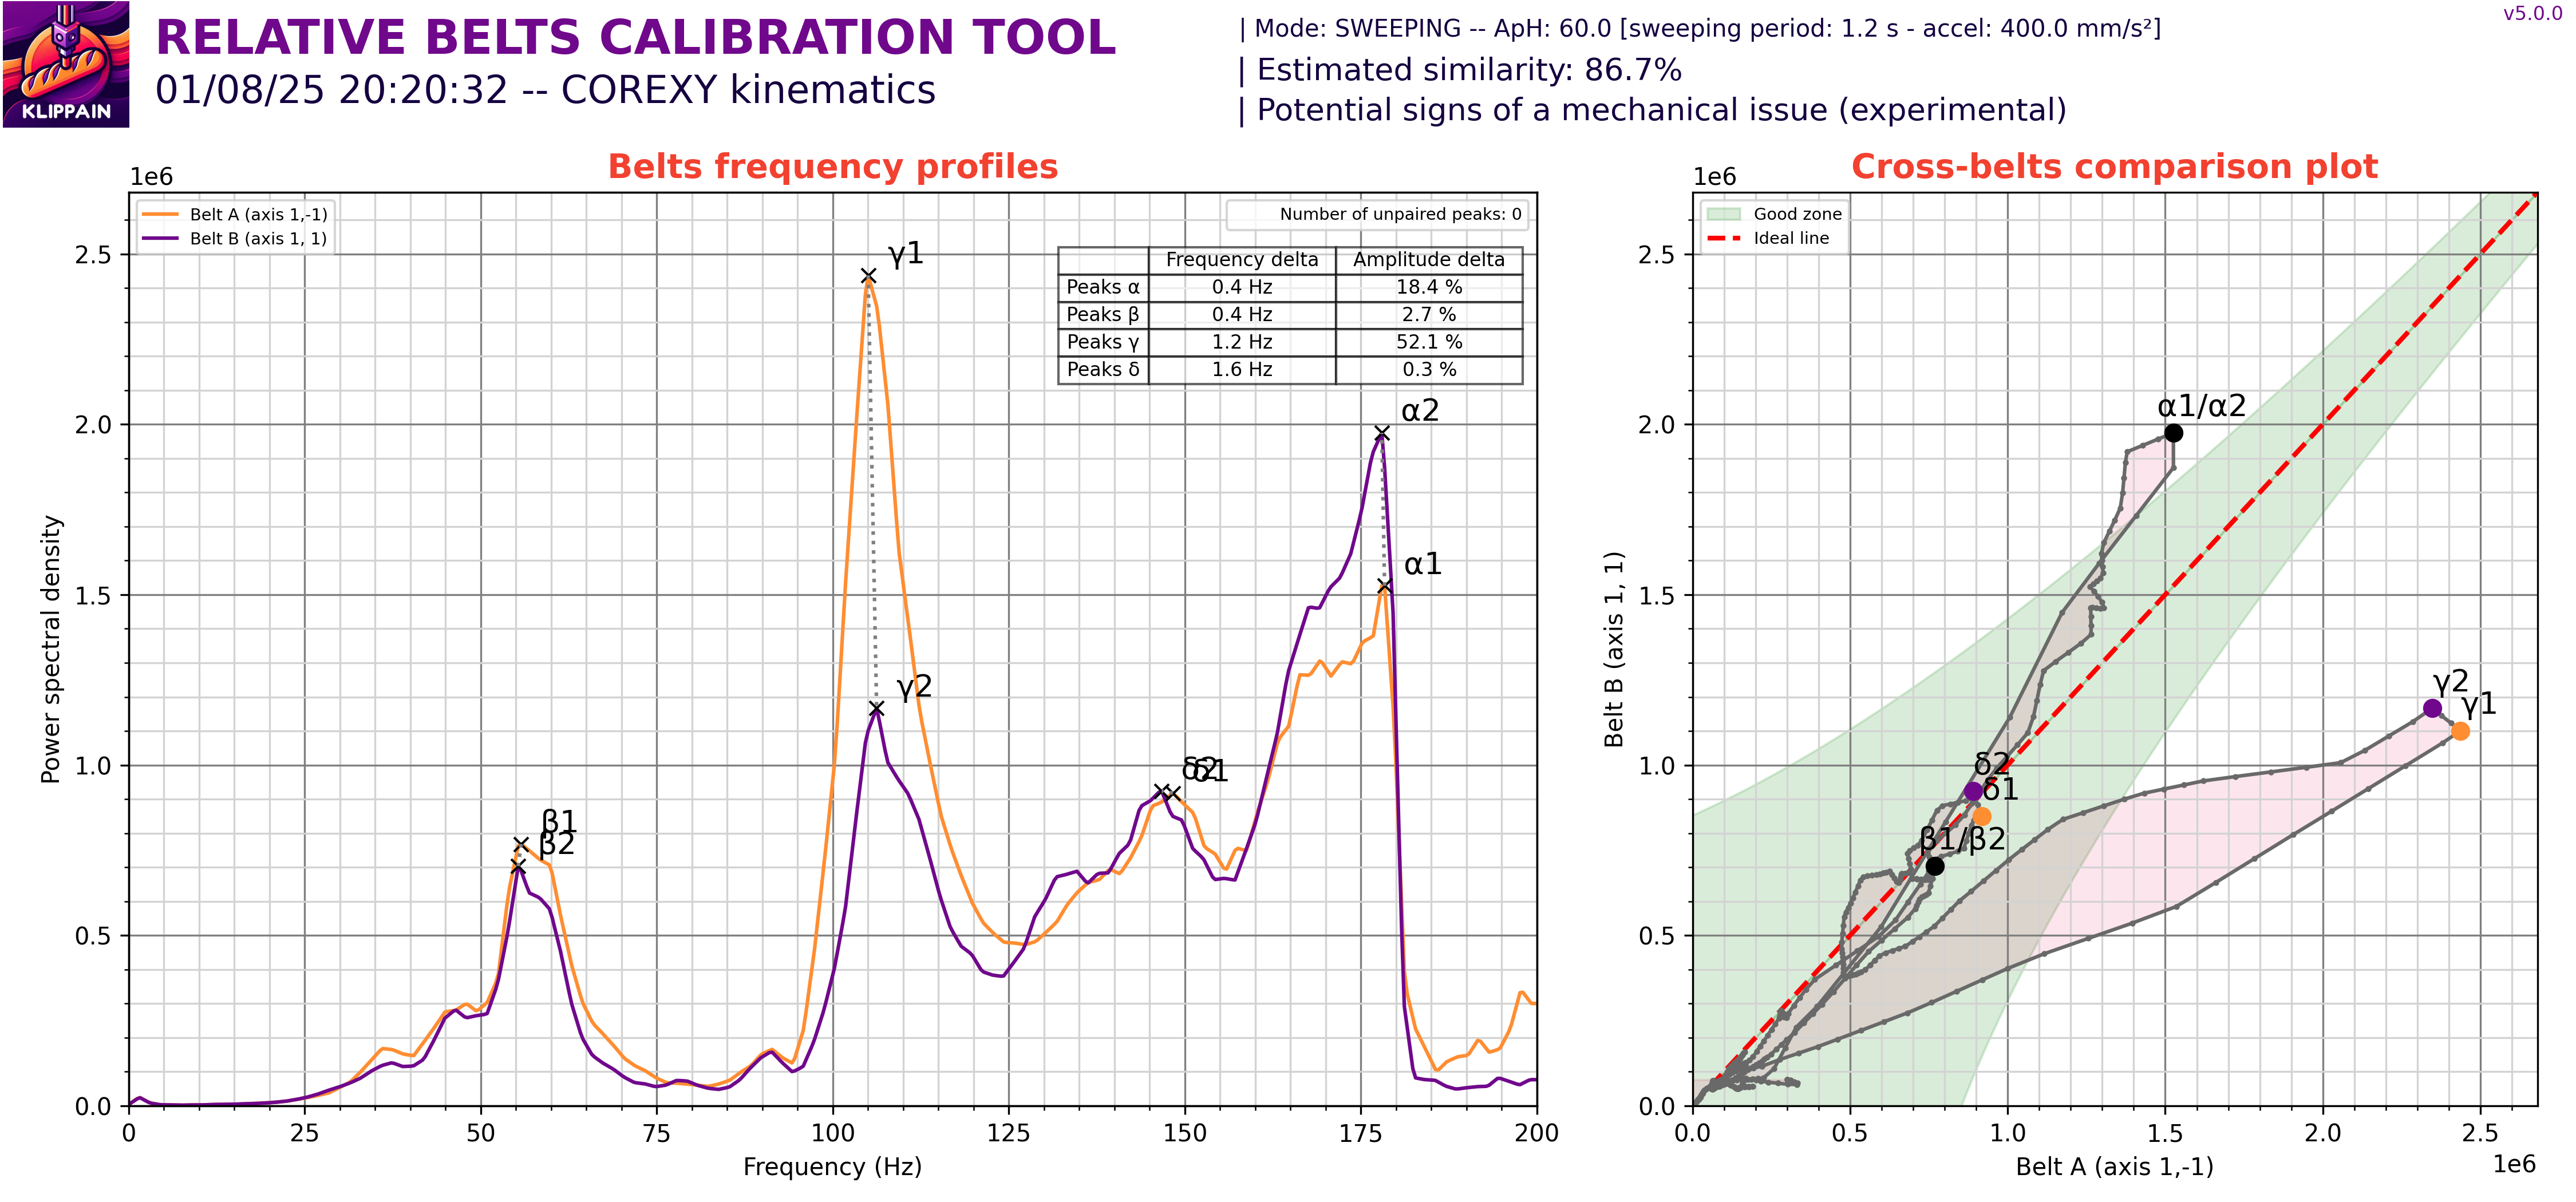 KLIPPAIN
RELATIVE BELTS CALIBRATION TOOL
01/08/25 20:20:32 -- COREXY kinematics
| Mode: SWEEPING -- ApH: 60.0 [sweeping period: 1.2 s - accel: 400.0 mm/s²]
| Estimated similarity: 86.7%
| Potential signs of a mechanical issue (experimental)
v5.0.0
Belts frequency profiles
1e6
Belt A (axis 1,-1)
Belt B (axis 1, 1)
Number of unpaired peaks: 0
Frequency delta Amplitude delta
Peaks α 0.4 Hz 18.4 %
Peaks β 0.4 Hz 2.7 %
Peaks γ 1.2 Hz 52.1 %
Peaks δ 1.6 Hz 0.3 %
γ1
α2
α1
γ2
δ2
δ1
β1
β2
2.5
2.0
1.5
1.0
0.5
0.0
Power spectral density
0 25 50 75 100 125 150 175 200
Frequency (Hz)
Cross-belts comparison plot
1e6
Good zone
Ideal line
α1/α2
γ2
γ1
δ2
δ1
β1/β2
2.5
2.0
1.5
1.0
0.5
0.0
Belt B (axis 1, 1)
0.0 0.5 1.0 1.5 2.0 2.5
Belt A (axis 1,-1)
1e6